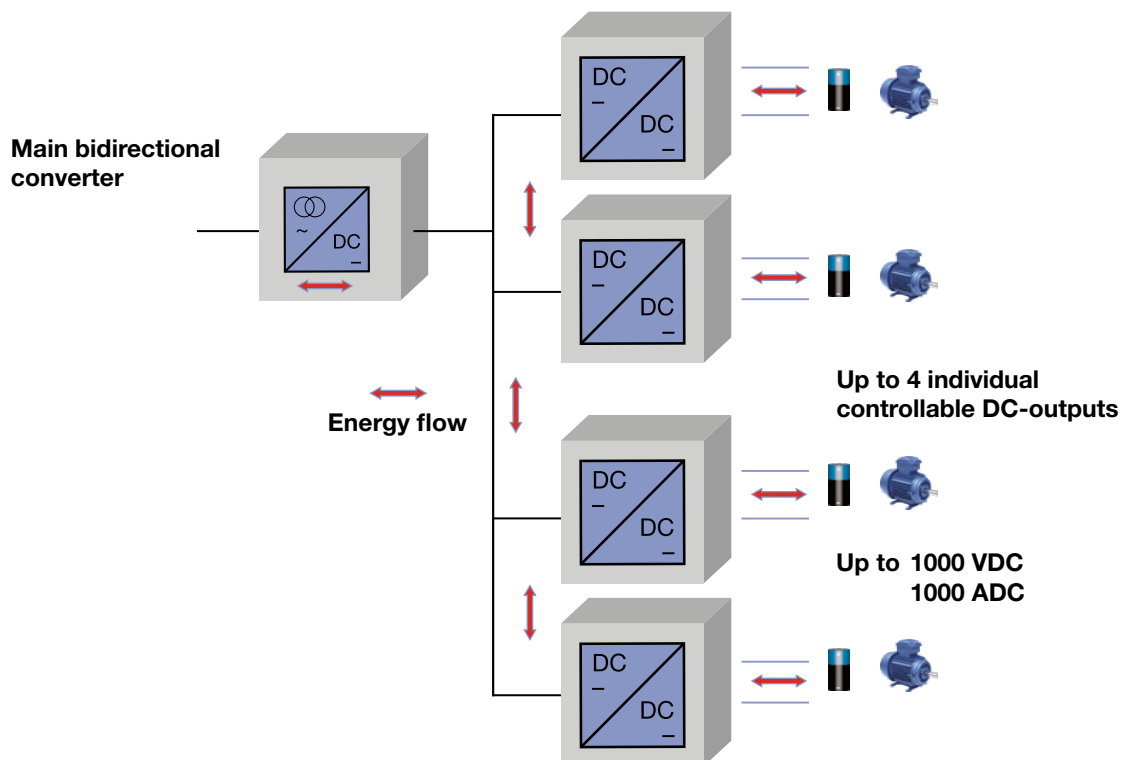 Main bidirectional
converter
~
DC
–
Energy flow
DC
–
DC
–
DC
–
DC
–
Up to 4 individual
controllable DC-outputs
DC
–
DC
–
Up to 1000 VDC
1000 ADC
DC
–
DC
–